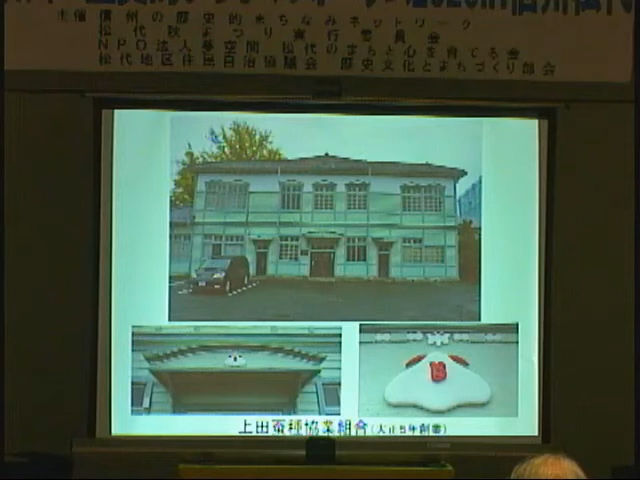 主催 信州の歴史的まちなみネットワーク
松代秋まつり実行委員会
NPO法人夢空間 松代のまちと心を育てる会
松代地区住民自治協議会 歴史文化とまちづくり部会
上田蚕種協業組合(大正5年創業)